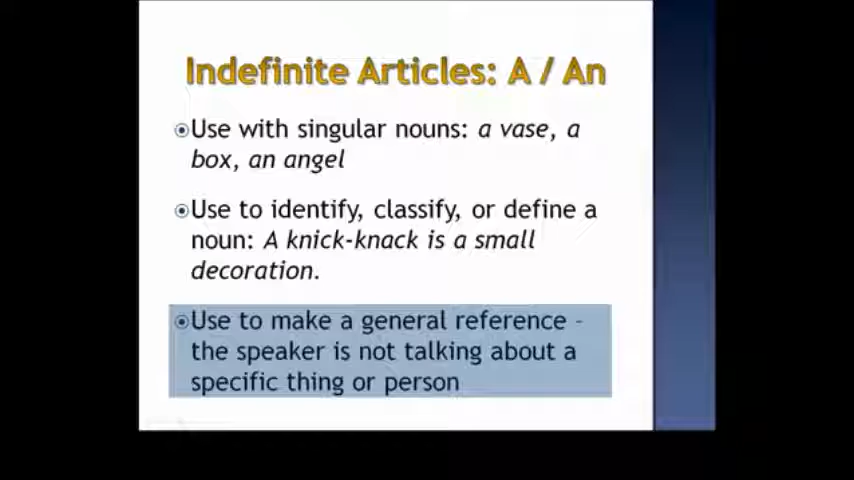 Indefinite Articles: A / An
Use with singular nouns: a vase, a
box, an angel
Use to identify, classify, or define a
noun: A knick-knack is a small
decoration.
Use to make a general reference –
the speaker is not talking about a
specific thing or person